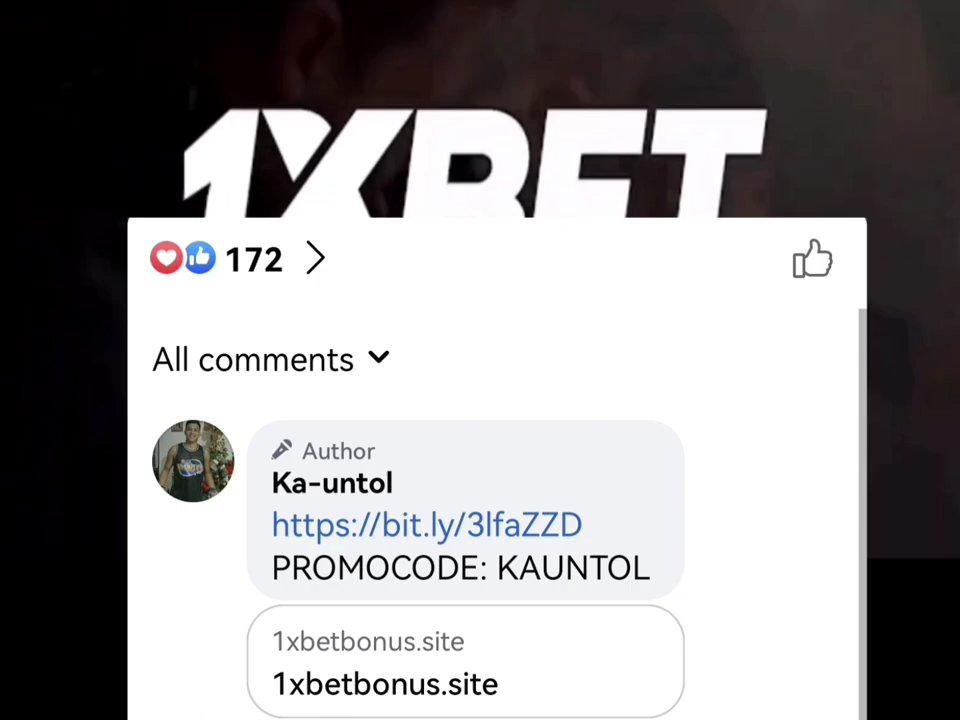 1XBET
172
All comments
Author
Ka-untol
https://bit.ly/3lfaZZD
PROMOCODE: KAUNTOL
1xbetbonus.site
1xbetbonus.site